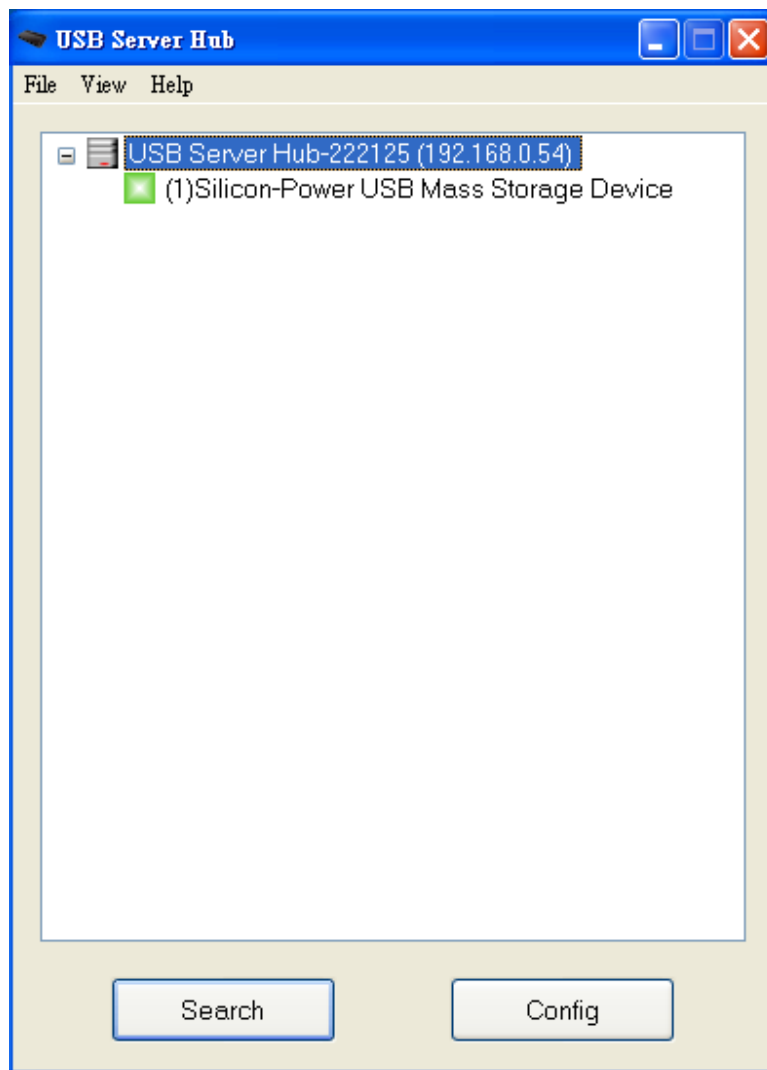 USB Server Hub
File View Help
USB Server Hub-222125 (192.168.0.54)
(1)Silicon-Power USB Mass Storage Device
Search Config